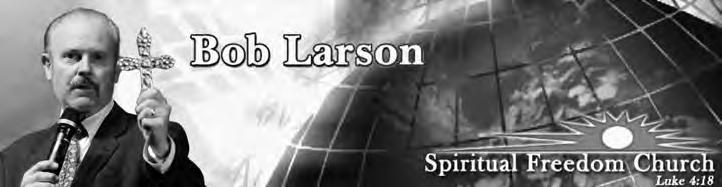 Bob Larson
Spiritual Freedom Church
Luke 4:18